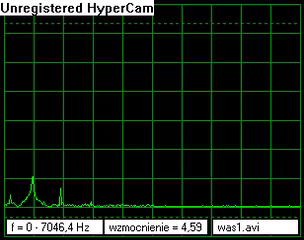 Unregistered HyperCam
f = 0 - 7046,4 Hz
wzmocnienie = 4,59
was1.avi